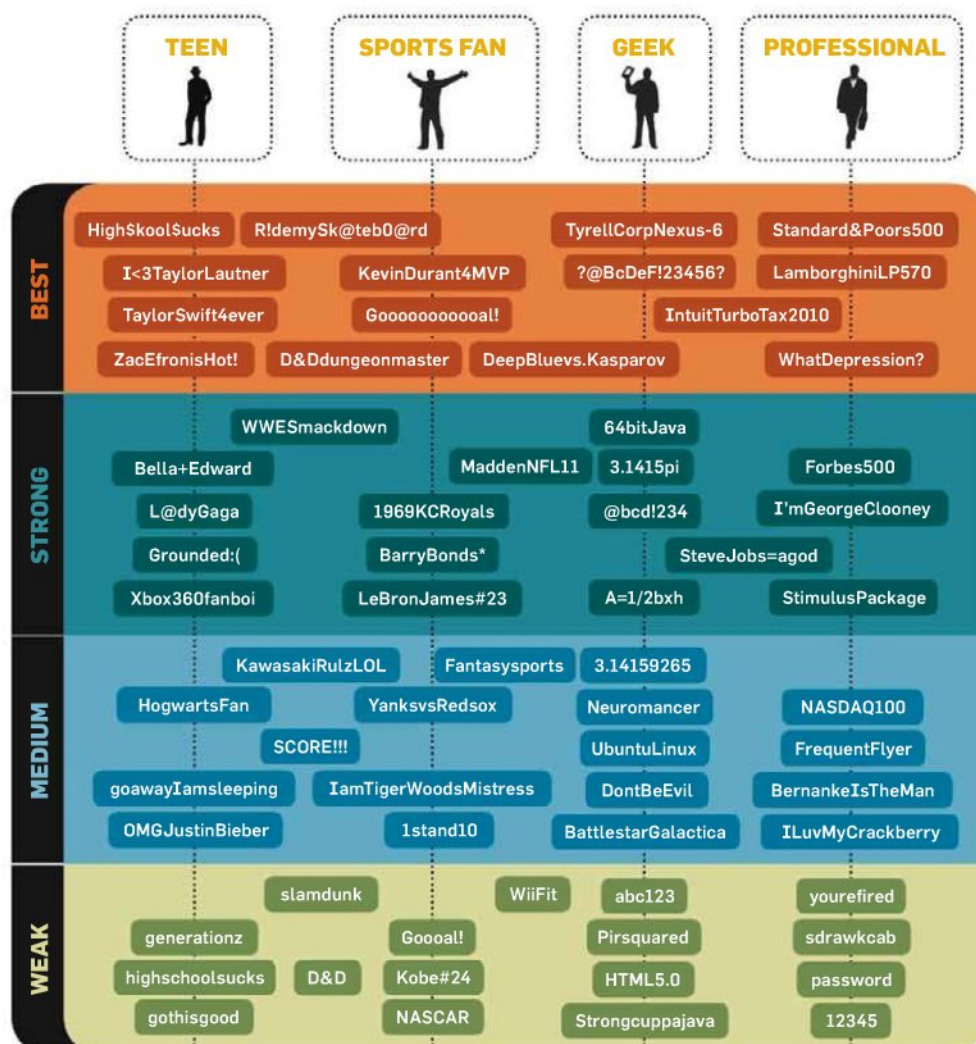 TEEN
SPORTS FAN
GEEK
PROFESSIONAL
BEST
High$kool$ucks
R!demySk@teb0@rd
TyrellCorpNexus-6
Standard&Poors500
I<3TaylorLautner
KevinDurant4MVP
?@BcDeF!23456?
LamborghiniLP570
TaylorSwift4ever
Gooooooooooal!
IntuitTurboTax2010
ZacEfronisHot!
D&Ddungeonmaster
DeepBluevs.Kasparov
WhatDepression?
STRONG
WWESmackdown
64bitJava
Bella+Edward
MaddenNFL11
3.1415pi
Forbes500
L@dyGaga
1969KCRoyals
@bcd!234
I'mGeorgeClooney
Grounded:(
BarryBonds*
SteveJobs=agod
Xbox360fanboi
LeBronJames#23
A=1/2bxh
StimulusPackage
MEDIUM
KawasakiRulzLOL
Fantasysports
3.14159265
HogwartsFan
YanksvsRedsox
Neuromancer
NASDAQ100
SCORE!!!
UbuntuLinux
FrequentFlyer
goawayIamsleeping
IamTigerWoodsMistress
DontBeEvil
BernankeIsTheMan
OMGJustinBieber
1stand10
BattlestarGalactica
ILuvMyCrackberry
WEAK
slamdunk
WiiFit
abc123
yourefired
generationz
Goooal!
Pirsquared
sdrawkcab
highschoolsucks
D&D
Kobe#24
HTML5.0
password
gothisgood
NASCAR
Strongcuppajava
12345